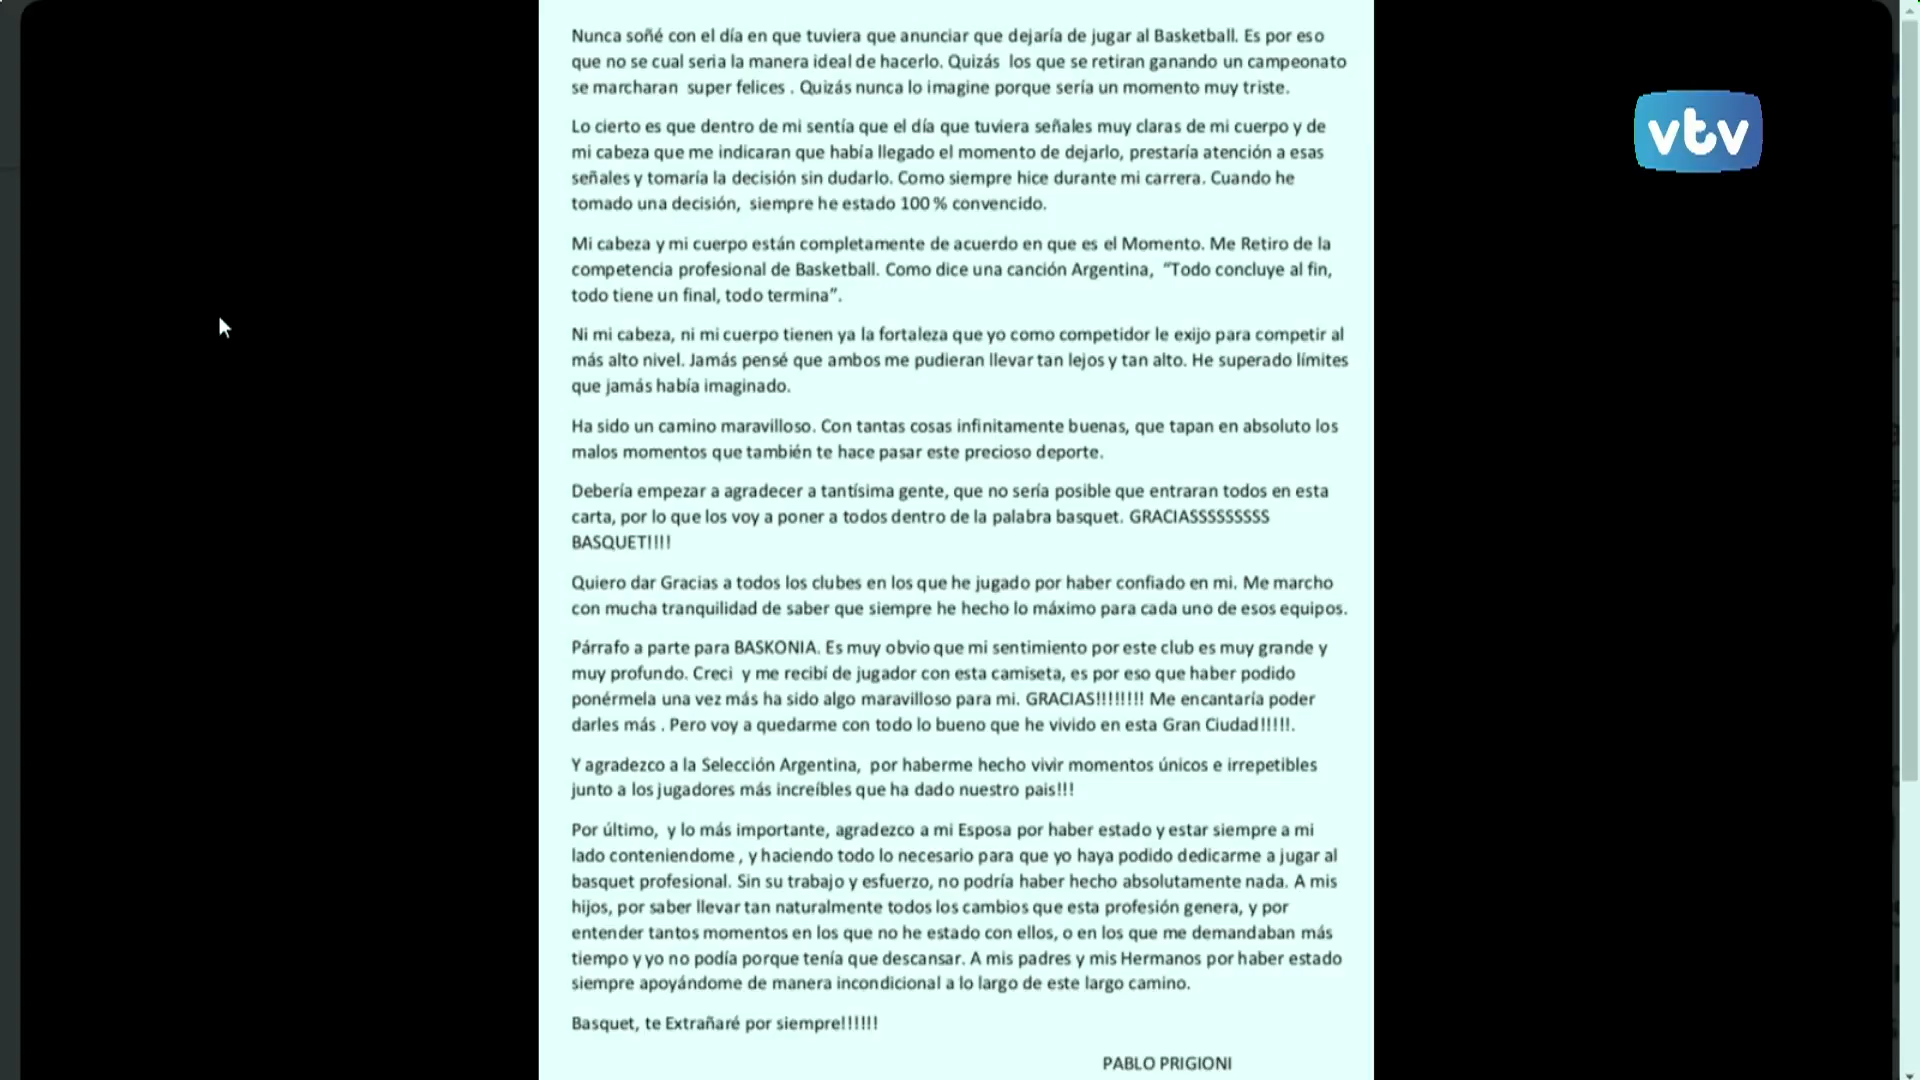 Nunca soñé con el día en que tuviera que anunciar que dejaría de jugar al Basketball. Es por eso
que no se cual seria la manera ideal de hacerlo. Quizás los que se retiran ganando un campeonato
se marcharan super felices . Quizás nunca lo imagine porque sería un momento muy triste.
vtv
Lo cierto es que dentro de mi sentía que el día que tuviera señales muy claras de mi cuerpo y de
mi cabeza que me indicaran que había llegado el momento de dejarlo, prestaría atención a esas
señales y tomaría la decisión sin dudarlo. Como siempre hice durante mi carrera. Cuando he
tomado una decisión, siempre he estado 100 % convencido.
Mi cabeza y mi cuerpo están completamente de acuerdo en que es el Momento. Me Retiro de la
competencia profesional de Basketball. Como dice una canción Argentina, “Todo concluye al fin,
todo tiene un final, todo termina”.
Ni mi cabeza, ni mi cuerpo tienen ya la fortaleza que yo como competidor le exijo para competir al
más alto nivel. Jamás pensé que ambos me pudieran llevar tan lejos y tan alto. He superado límites
que jamás había imaginado.
Ha sido un camino maravilloso. Con tantas cosas infinitamente buenas, que tapan en absoluto los
malos momentos que también te hace pasar este precioso deporte.
Debería empezar a agradecer a tantísima gente, que no sería posible que entraran todos en esta
carta, por lo que los voy a poner a todos dentro de la palabra basquet. GRACIASSSSSSSSS
BASQUET!!!!
Quiero dar Gracias a todos los clubes en los que he jugado por haber confiado en mi. Me marcho
con mucha tranquilidad de saber que siempre he hecho lo máximo para cada uno de esos equipos.
Párrafo a parte para BASKONIA. Es muy obvio que mi sentimiento por este club es muy grande y
muy profundo. Creci y me recibí de jugador con esta camiseta, es por eso que haber podido
ponérmela una vez más ha sido algo maravilloso para mi. GRACIAS!!!!!!!! Me encantaría poder
darles más . Pero voy a quedarme con todo lo bueno que he vivido en esta Gran Ciudad!!!!!.
Y agradezco a la Selección Argentina, por haberme hecho vivir momentos únicos e irrepetibles
junto a los jugadores más increíbles que ha dado nuestro pais!!!
Por último, y lo más importante, agradezco a mi Esposa por haber estado y estar siempre a mi
lado conteniendome , y haciendo todo lo necesario para que yo haya podido dedicarme a jugar al
basquet profesional. Sin su trabajo y esfuerzo, no podría haber hecho absolutamente nada. A mis
hijos, por saber llevar tan naturalmente todos los cambios que esta profesión genera, y por
entender tantos momentos en los que no he estado con ellos, o en los que me demandaban más
tiempo y yo no podía porque tenía que descansar. A mis padres y mis Hermanos por haber estado
siempre apoyándome de manera incondicional a lo largo de este largo camino.
Basquet, te Extrañaré por siempre!!!!!!
PABLO PRIGIONI